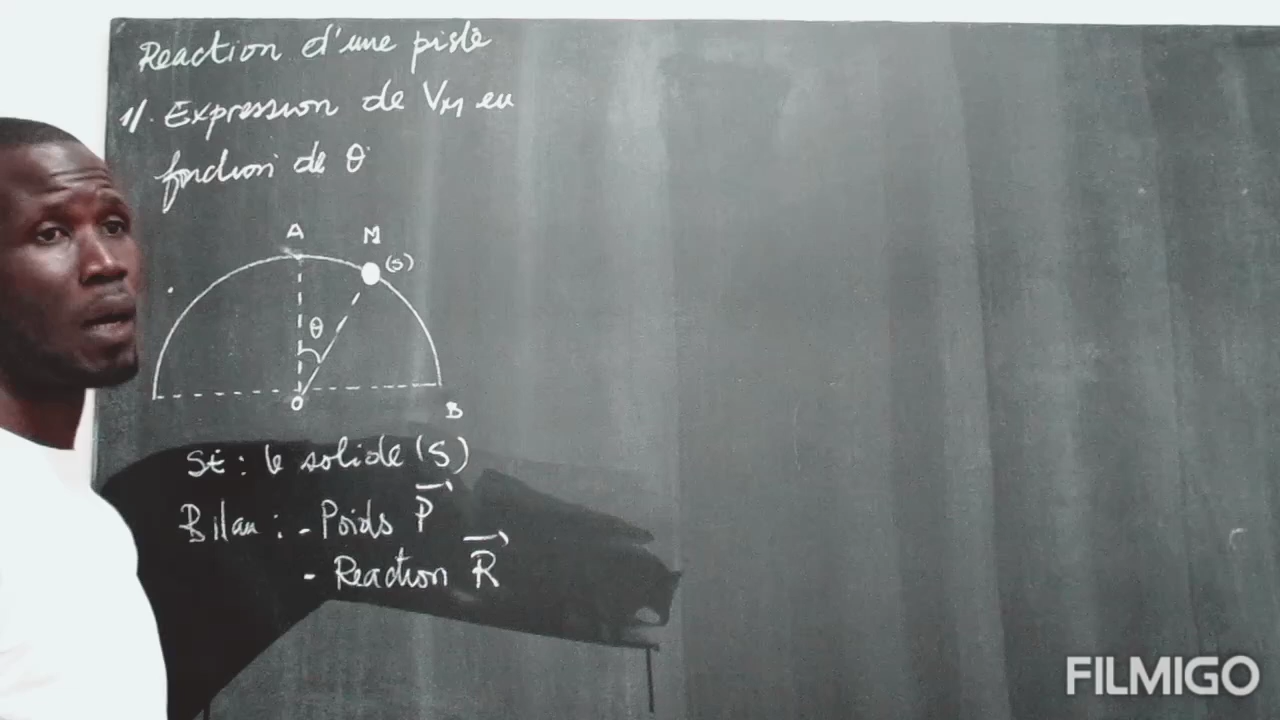 Reaction d'une piste
1/. Expression de VM en
fonction de θ
A
M
(S)
θ
O
B
St : le solide (S)
Bilan : - Poids P⃗
- Reaction R⃗
FILMIGO